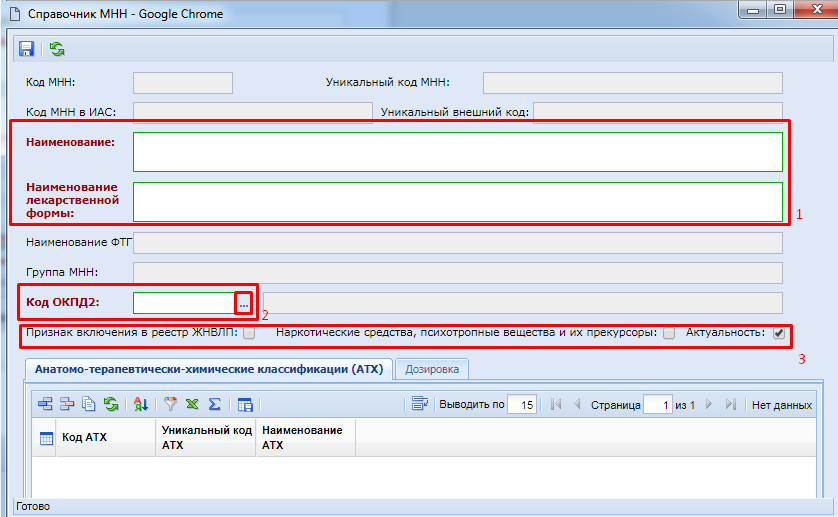 Справочник МНН - Google Chrome
Код МНН: Уникальный код МНН:
Код МНН в ИАС: Уникальный внешний код:
Наименование:
Наименование
лекарственной
формы:
1
Наименование ФТГ
Группа МНН:
Код ОКПД2: ...
2
Признак включения в реестр ЖНВЛП: Наркотические средства, психотропные вещества и их прекурсоры: Актуальность:
3
Анатомо-терапевтически-химические классификации (АТХ) Дозировка
Выводить по 15 Страница 1 из 1 Нет данных
Код АТХ Уникальный код Наименование
АТХ АТХ
Готово